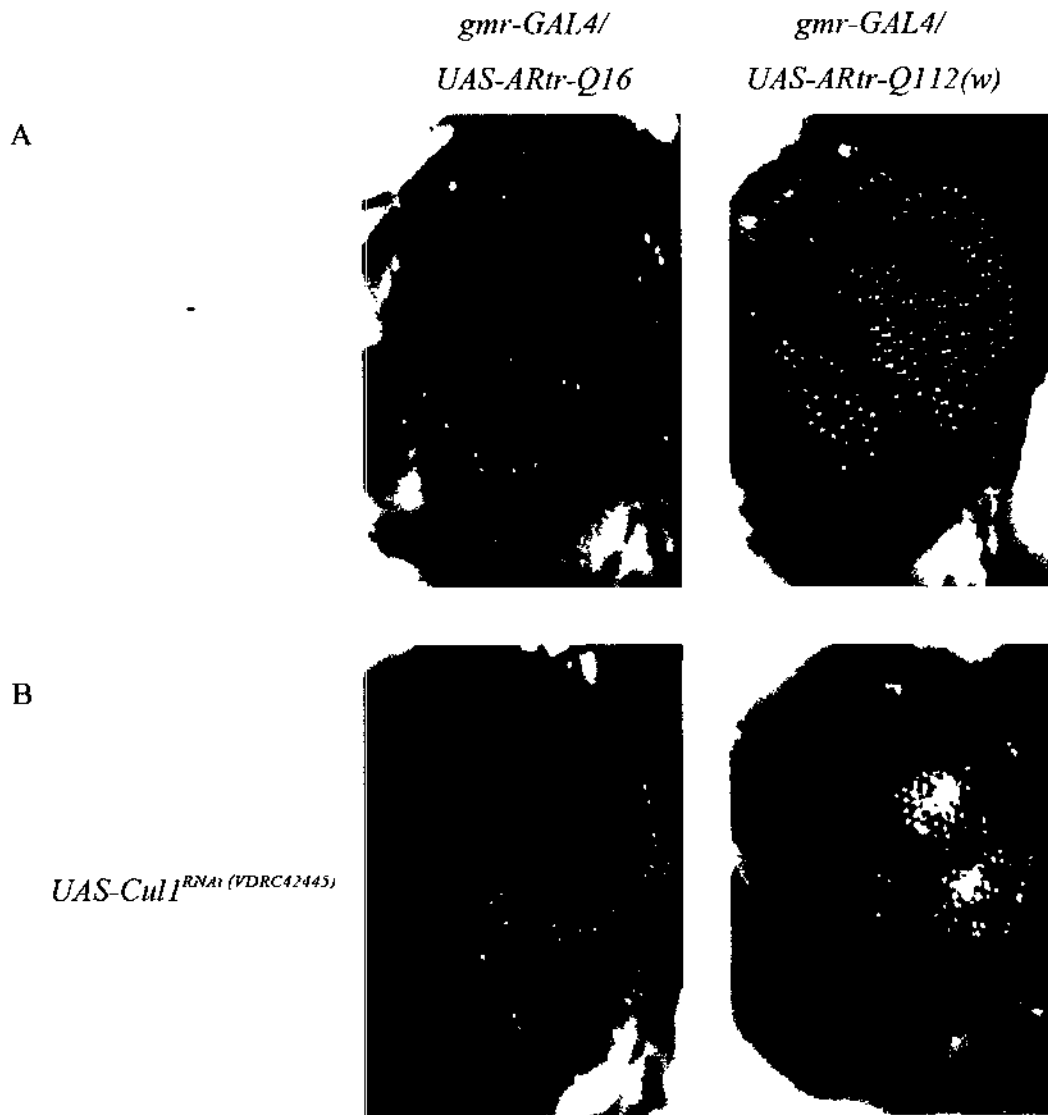 gmr-GAL4/
UAS-ARtr-Q16
gmr-GAL4/
UAS-ARtr-Q112(w)
A
-
B
UAS-Cul1RNAi (VDRC42445)